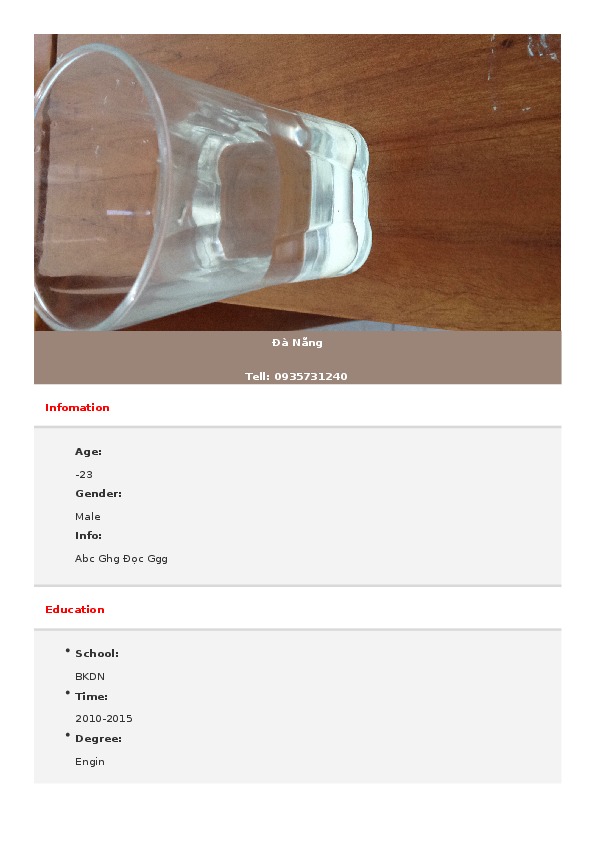 Đà Nẵng
Tell: 0935731240
Infomation
Age:
-23
Gender:
Male
Info:
Abc Ghg Đọc Ggg
Education
School:
BKDN
Time:
2010-2015
Degree:
Engin